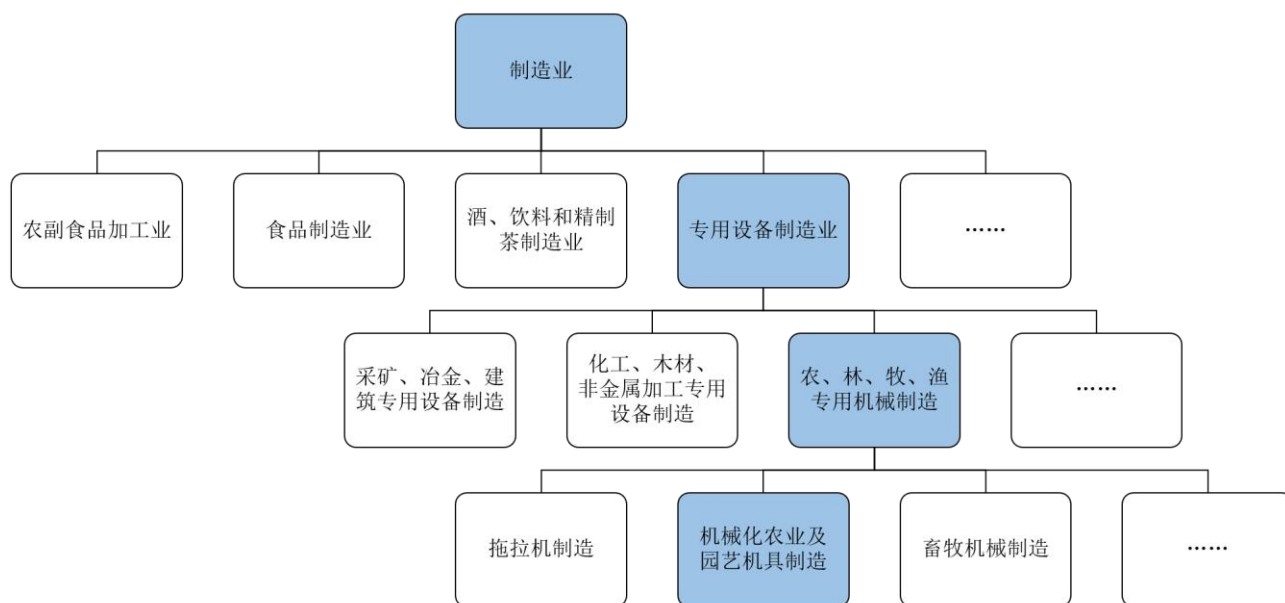 制造业
农副食品加工业
食品制造业
酒、饮料和精制
茶制造业
专用设备制造业
……
采矿、冶金、建
筑专用设备制造
化工、木材、
非金属加工专用
设备制造
农、林、牧、渔
专用机械制造
……
拖拉机制造
机械化农业及
园艺机具制造
畜牧机械制造
……